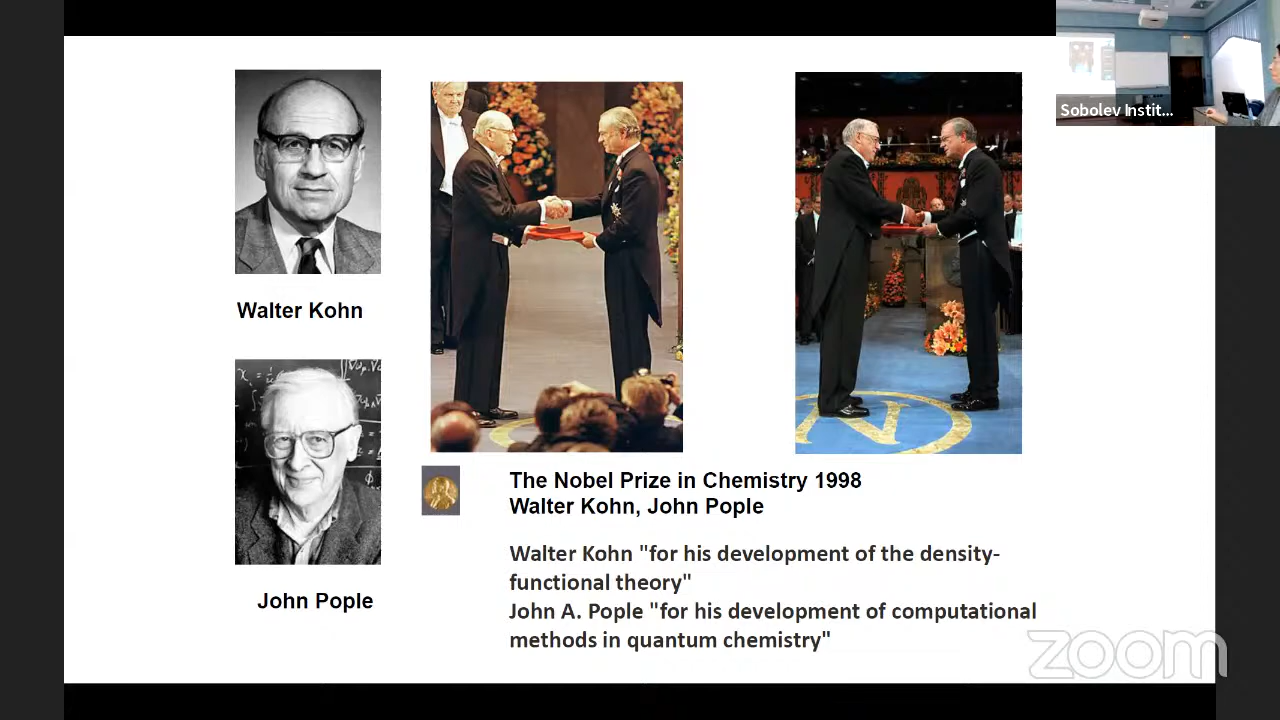 Sobolev Instit...
Walter Kohn
John Pople
The Nobel Prize in Chemistry 1998
Walter Kohn, John Pople
Walter Kohn "for his development of the density-
functional theory"
John A. Pople "for his development of computational
methods in quantum chemistry"
zoom